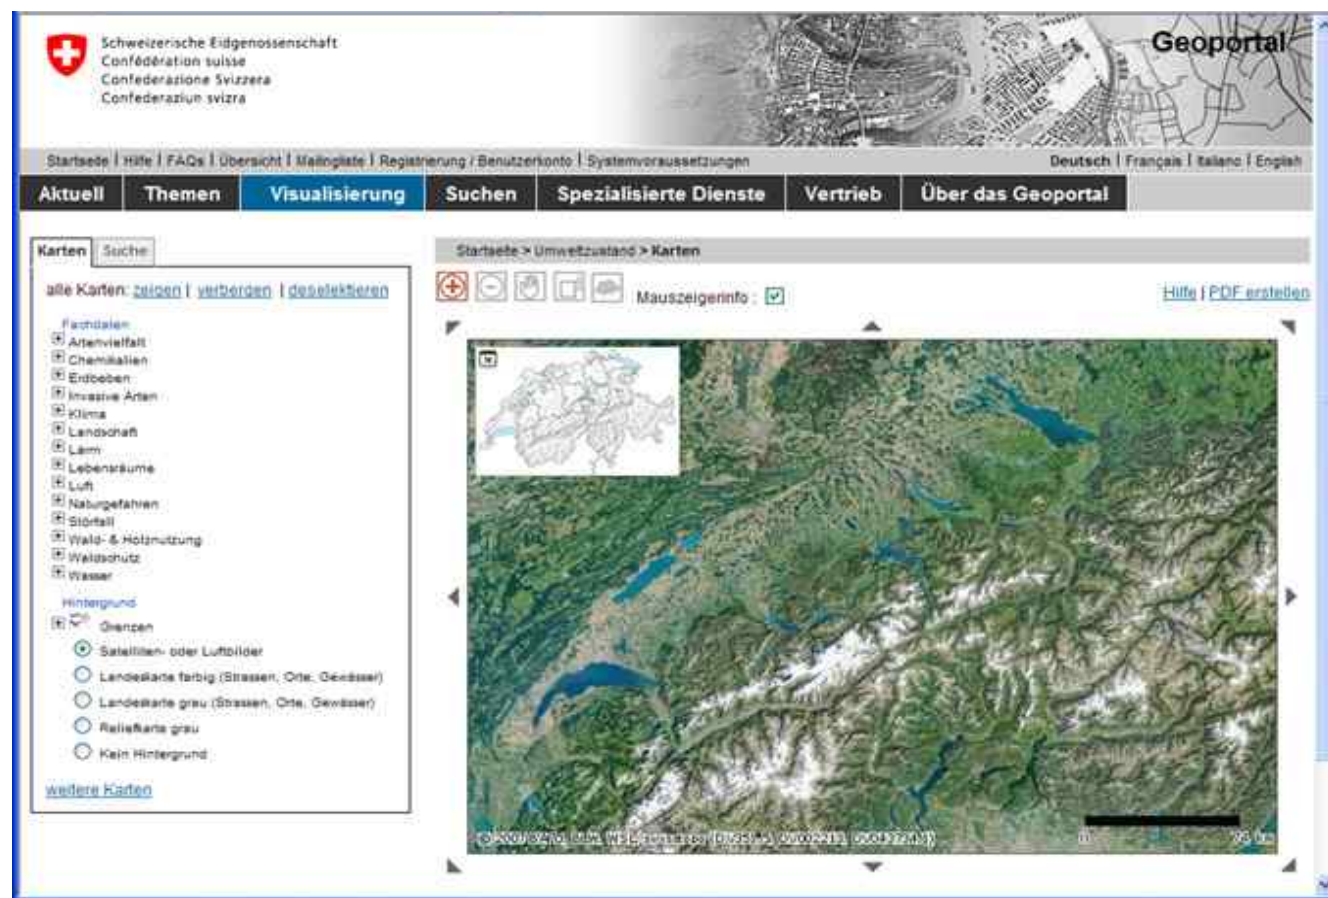 Schweizerische Eidgenossenschaft
Confédération suisse
Confederazione Svizzera
Confederaziun svizra
Geoportal
Startseite | Hilfe | FAQs | Übersicht | Mailingliste | Registrierung / Benutzerkonto | Systemvoraussetzungen
Deutsch | Français | Italiano | English
Aktuell Themen Visualisierung Suchen Spezialisierte Dienste Vertrieb Über das Geoportal
Karten Suche
Startseite > Umweltzustand > Karten
alle Karten: zeigen | verbergen | deselektieren
Mauszeigerinfo :
Hilfe | PDF erstellen
Fachdaten
Artenvielfalt
Chemikalien
Erdbeben
Invasive Arten
Klima
Landschaft
Lärm
Lebensräume
Luft
Naturgefahren
Störfall
Wald- & Holznutzung
Waldschutz
Wasser
Hintergrund
Grenzen
Satelliten- oder Luftbilder
Landeskarte farbig (Strassen, Orte, Gewässer)
Landeskarte grau (Strassen, Orte, Gewässer)
Reliefkarte grau
Kein Hintergrund
weitere Karten
© 2007
km